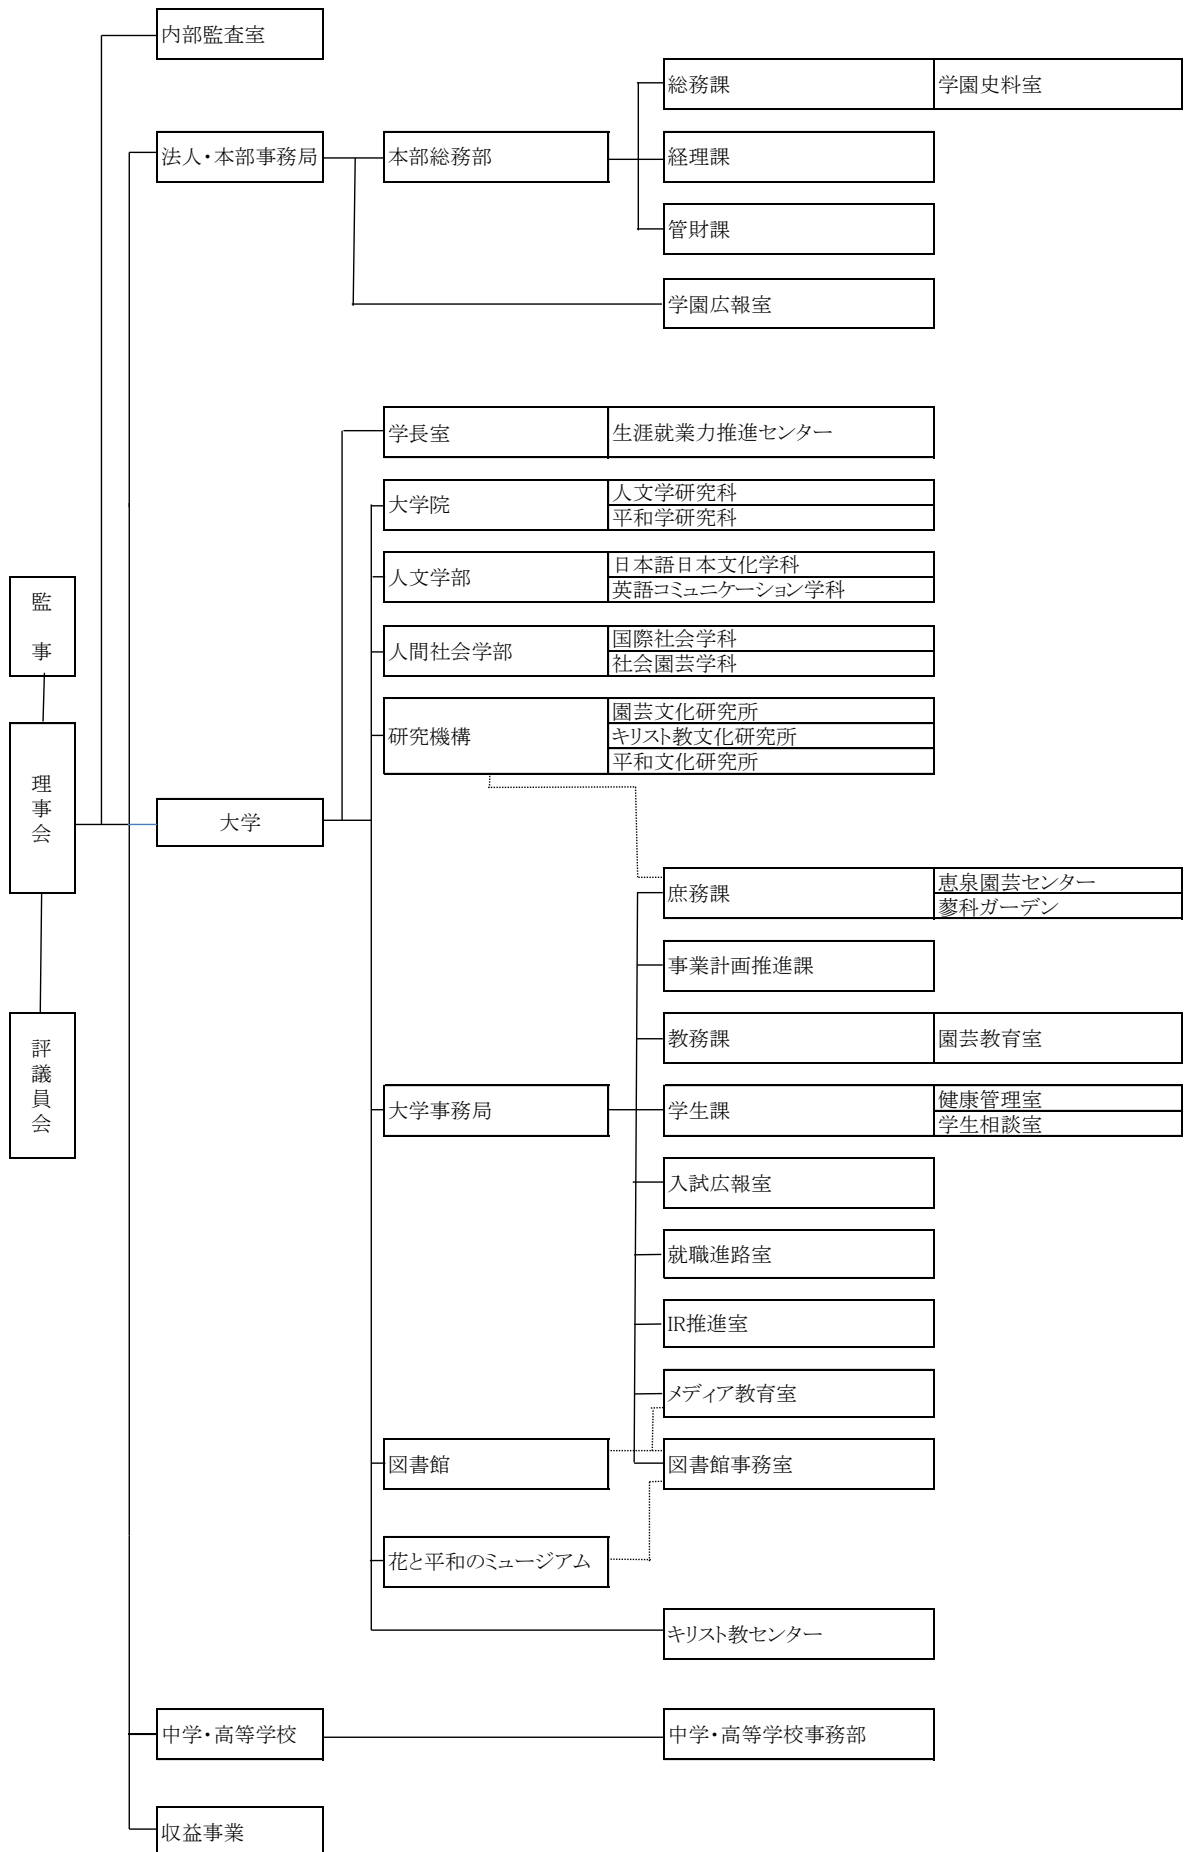 内部監査室
総務課
学園史料室
法人・本部事務局
本部総務部
経理課
管財課
学園広報室
学長室
生涯就業力推進センター
大学院
人文学研究科
平和学研究科
人文学部
日本語日本文化学科
英語コミュニケーション学科
人間社会学部
国際社会学科
社会園芸学科
研究機構
園芸文化研究所
キリスト教文化研究所
平和文化研究所
監事
理事会
評議員会
大学
庶務課
恵泉園芸センター
蓼科ガーデン
事業計画推進課
教務課
園芸教育室
大学事務局
学生課
健康管理室
学生相談室
入試広報室
就職進路室
IR推進室
メディア教育室
図書館
図書館事務室
花と平和のミュージアム
キリスト教センター
中学・高等学校
中学・高等学校事務部
収益事業